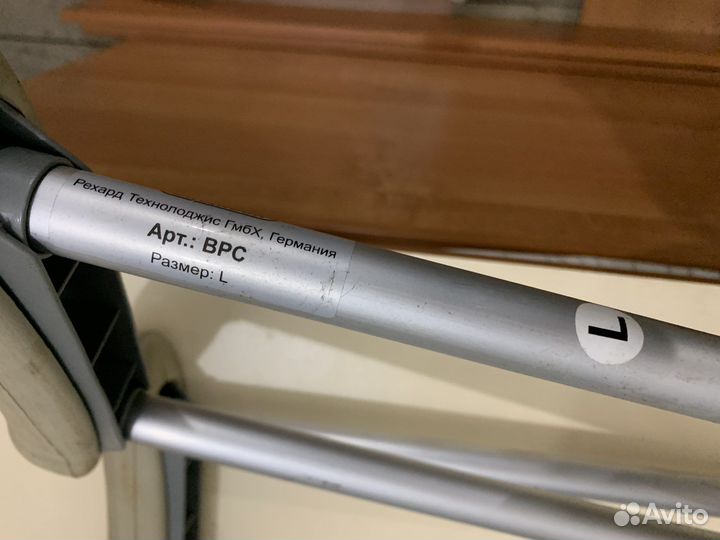 Рехард Технолоджис ГмбХ, Германия
Арт.: BPC
Размер: L
L
Avito